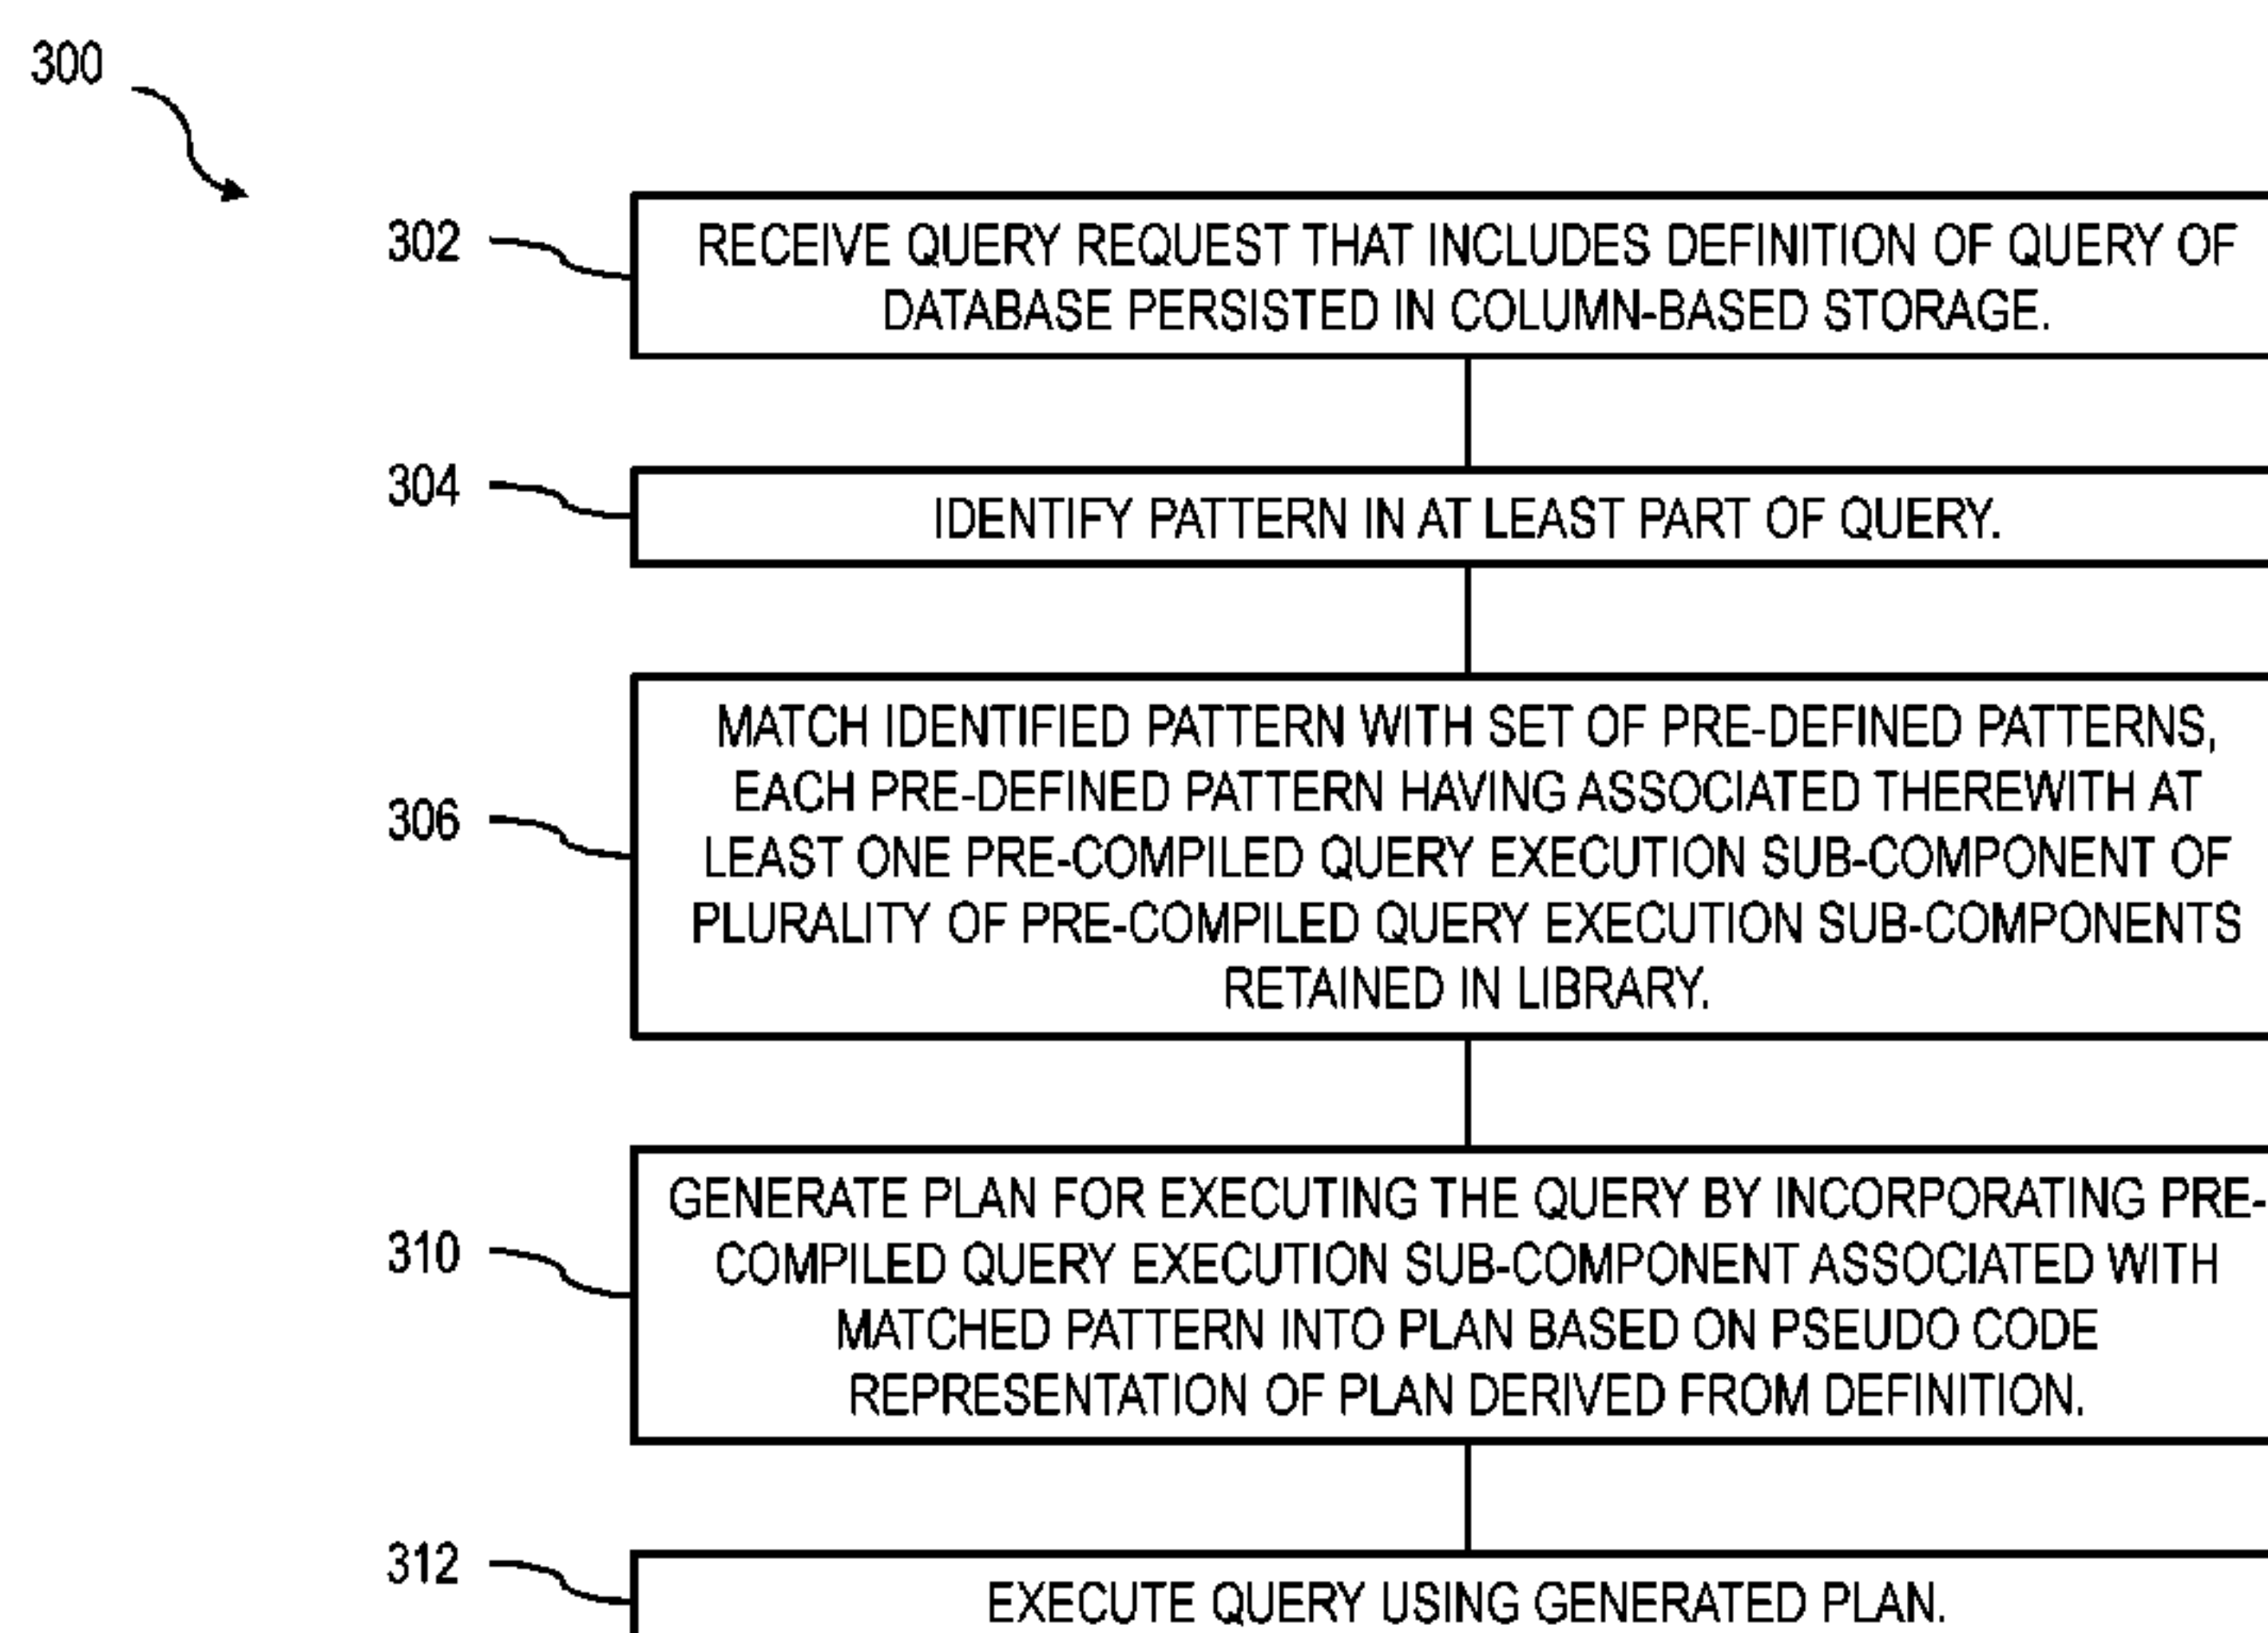 300
302
RECEIVE QUERY REQUEST THAT INCLUDES DEFINITION OF QUERY OF
DATABASE PERSISTED IN COLUMN-BASED STORAGE.
304
IDENTIFY PATTERN IN AT LEAST PART OF QUERY.
306
MATCH IDENTIFIED PATTERN WITH SET OF PRE-DEFINED PATTERNS,
EACH PRE-DEFINED PATTERN HAVING ASSOCIATED THEREWITH AT
LEAST ONE PRE-COMPILED QUERY EXECUTION SUB-COMPONENT OF
PLURALITY OF PRE-COMPILED QUERY EXECUTION SUB-COMPONENTS
RETAINED IN LIBRARY.
310
GENERATE PLAN FOR EXECUTING THE QUERY BY INCORPORATING PRE-
COMPILED QUERY EXECUTION SUB-COMPONENT ASSOCIATED WITH
MATCHED PATTERN INTO PLAN BASED ON PSEUDO CODE
REPRESENTATION OF PLAN DERIVED FROM DEFINITION.
312
EXECUTE QUERY USING GENERATED PLAN.